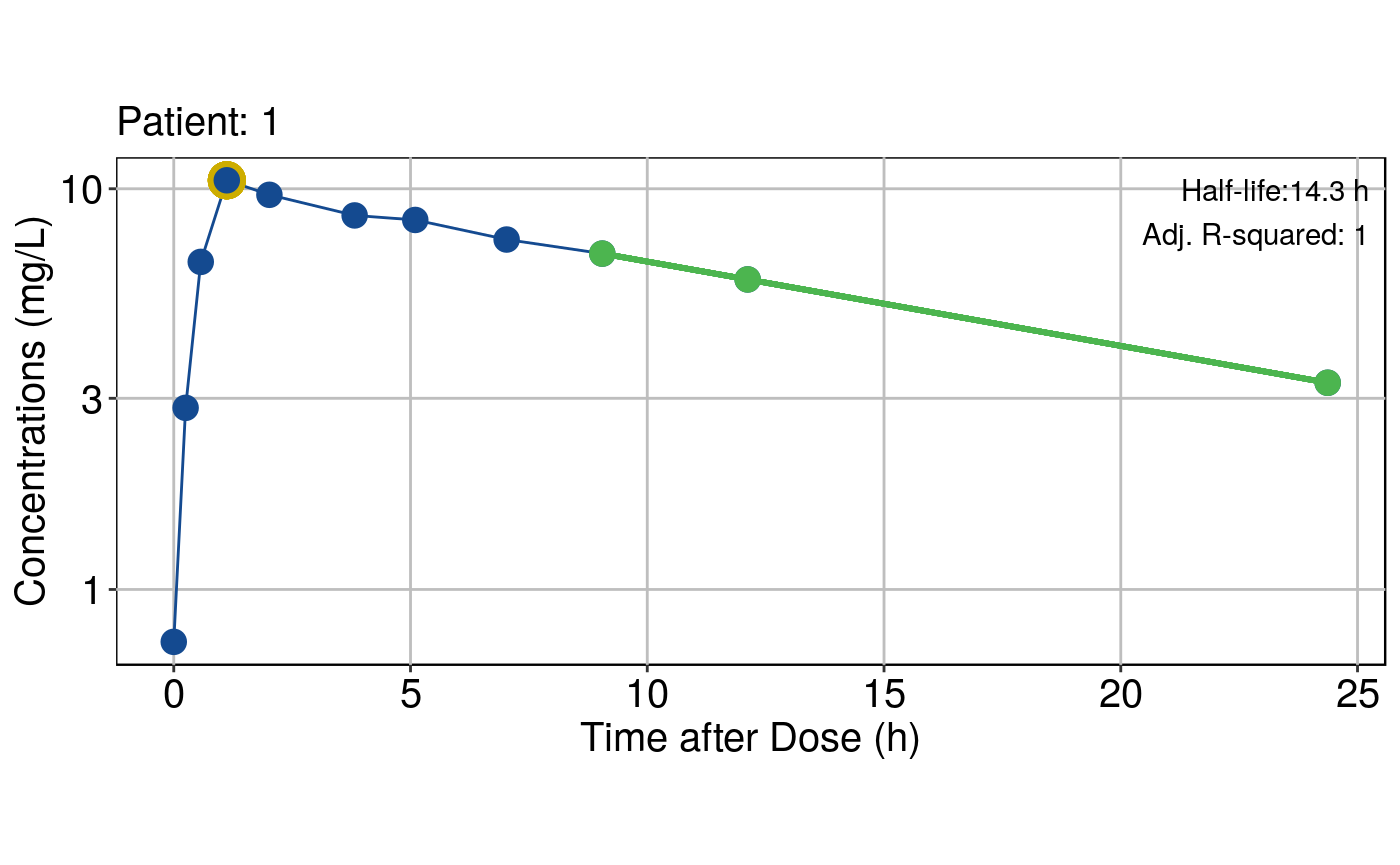 Patient: 1
Half-life:14.3 h
Adj. R-squared: 1
10
3
1
Concentrations (mg/L)
0 5 10 15 20 25
Time after Dose (h)